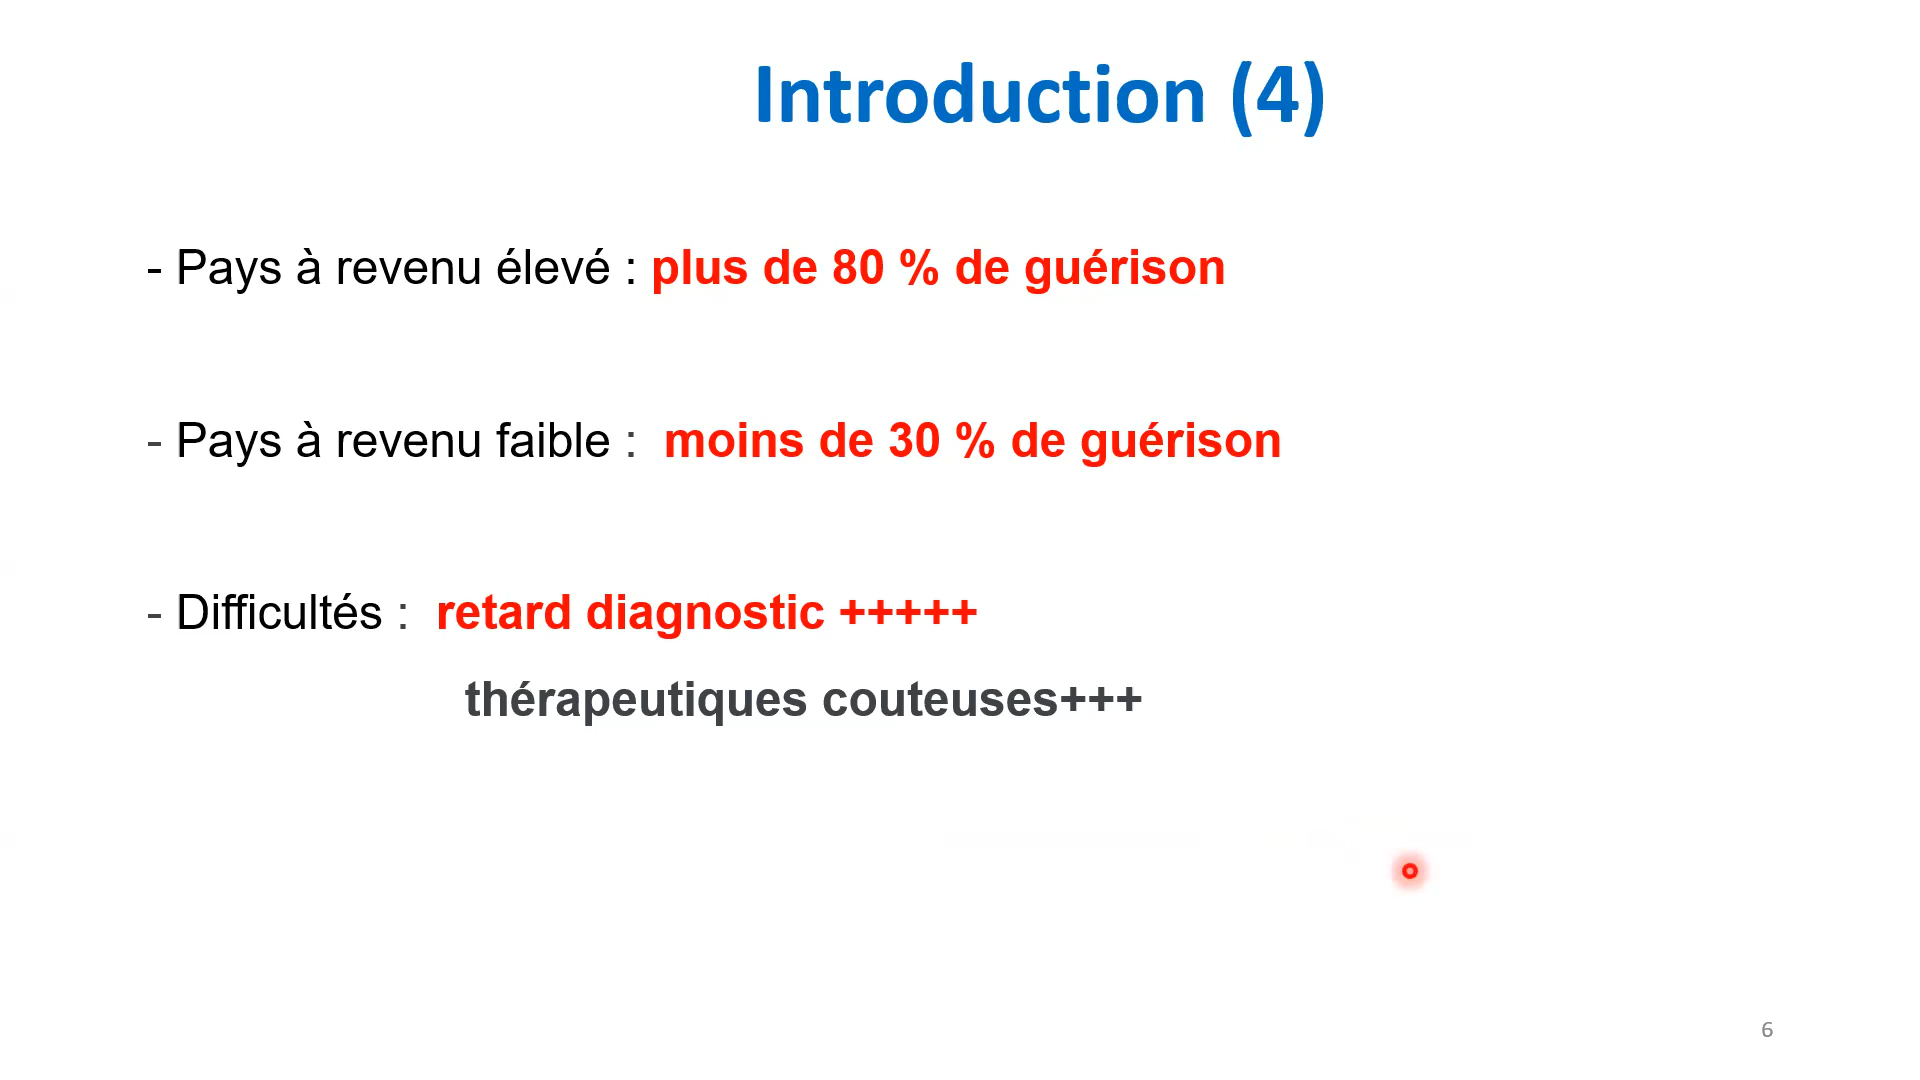 Introduction (4)
- Pays à revenu élevé : plus de 80 % de guérison
- Pays à revenu faible : moins de 30 % de guérison
- Difficultés : retard diagnostic +++++
thérapeutiques couteuses+++
6